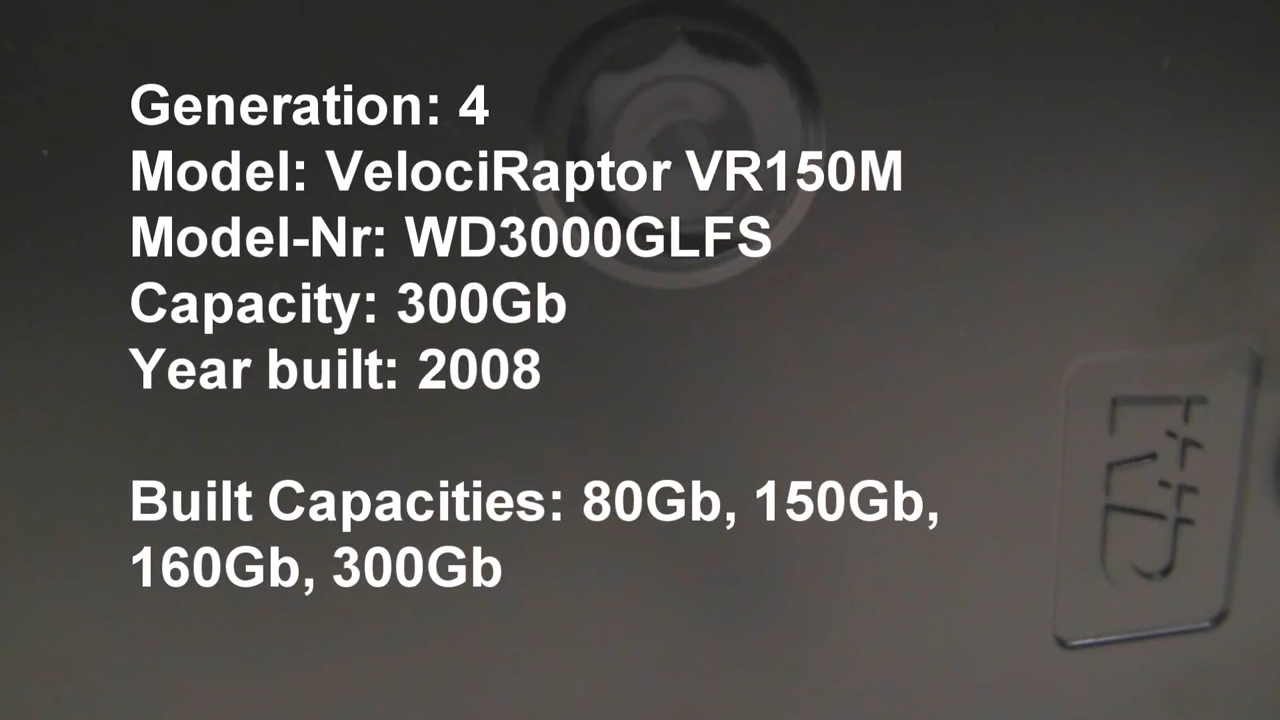 Generation: 4
Model: VelociRaptor VR150M
Model-Nr: WD3000GLFS
Capacity: 300Gb
Year built: 2008
Built Capacities: 80Gb, 150Gb,
160Gb, 300Gb
WD